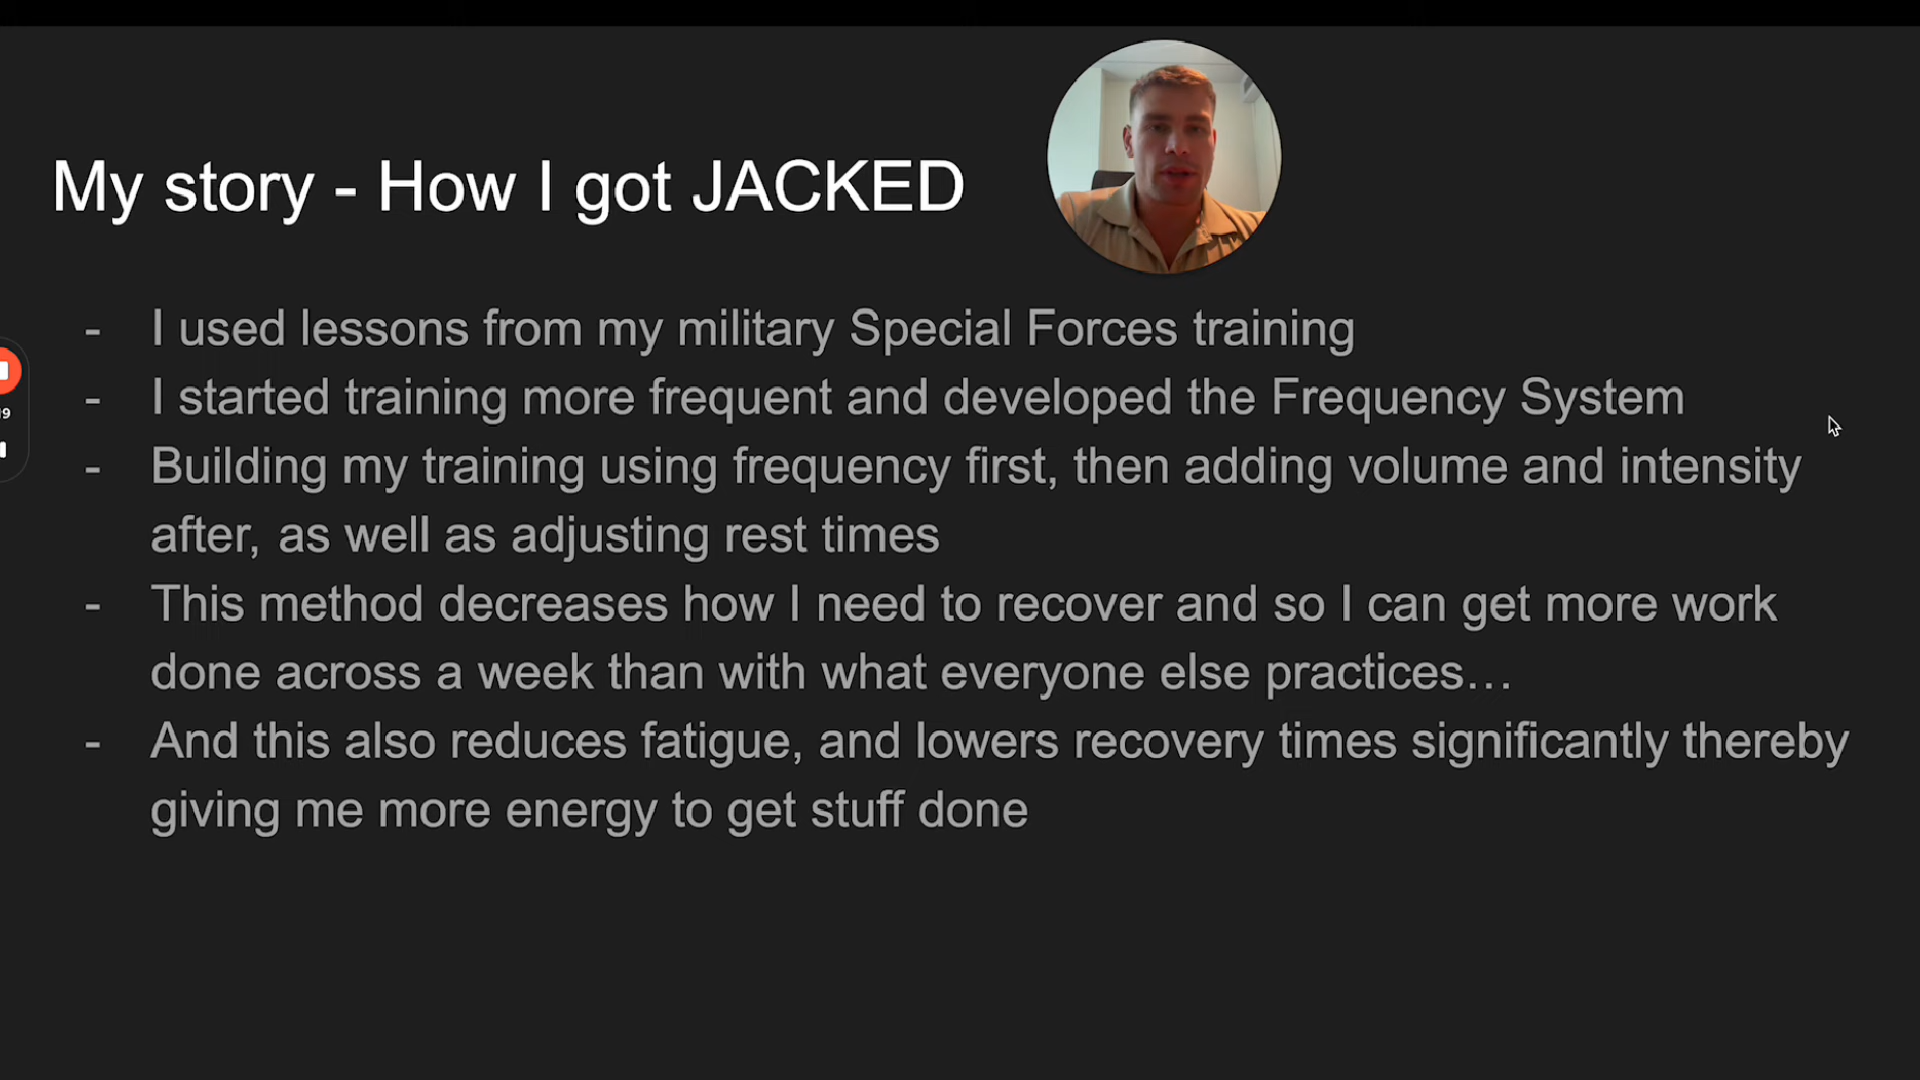 My story - How I got JACKED
- I used lessons from my military Special Forces training
- I started training more frequent and developed the Frequency System
- Building my training using frequency first, then adding volume and intensity
after, as well as adjusting rest times
- This method decreases how I need to recover and so I can get more work
done across a week than with what everyone else practices…
- And this also reduces fatigue, and lowers recovery times significantly thereby
giving me more energy to get stuff done